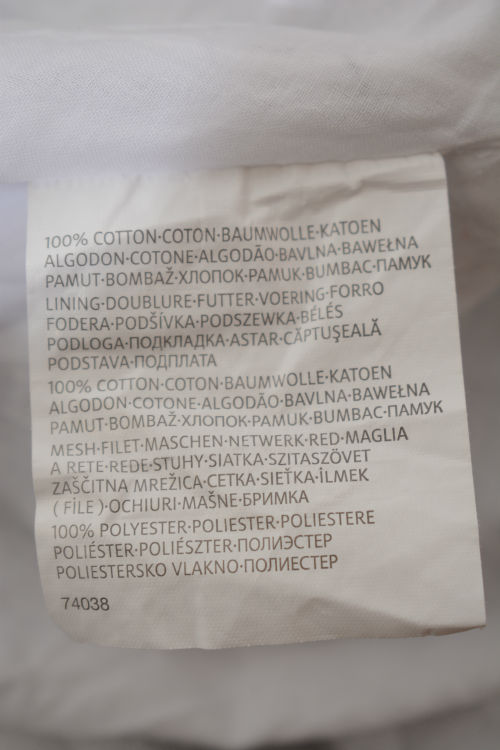 100% COTTON·COTON·BAUMWOLLE·KATOEN
ALGODON·COTONE·ALGODÃO·BAVLNA·BAWEŁNA
PAMUT·BOMBAŽ·ХЛОПОК·PAMUK·BUMBAC·ПАМУК
LINING·DOUBLURE·FUTTER·VOERING·FORRO
FODERA·PODŠÍVKA·PODSZEWKA·BÉLÉS
PODLOGA·ПОДКЛАДКА·ASTAR·CĂPTUŞEALĂ
PODSTAVA·ПОДПЛАТА
100% COTTON·COTON·BAUMWOLLE·KATOEN
ALGODON·COTONE·ALGODÃO·BAVLNA·BAWEŁNA
PAMUT·BOMBAŽ·ХЛОПОК·PAMUK·BUMBAC·ПАМУК
MESH·FILET·MASCHEN·NETWERK·RED·MAGLIA
A RETE·REDE·STUHY·SIATKA·SZITASZÖVET
ZAŠČITNA MREŽICA·СЕТКА·SIEŤKA·İLMEK
( FİLE )·OCHIURI·MAŠNE·БРИМКА
100% POLYESTER·POLIESTER·POLIESTERE
POLIÉSTER·POLIÉSZTER·ПОЛИЭСТЕР
POLIESTERSKO VLAKNO·ПОЛИЕСТЕР
74038